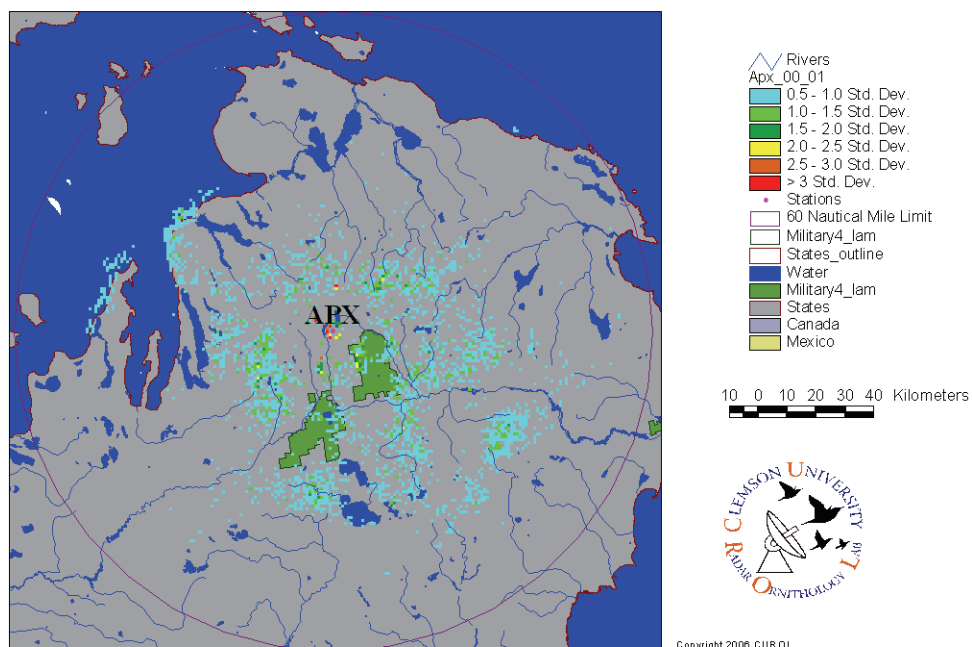 APX
Rivers
Apx_00_01
0.5 - 1.0 Std. Dev.
1.0 - 1.5 Std. Dev.
1.5 - 2.0 Std. Dev.
2.0 - 2.5 Std. Dev.
2.5 - 3.0 Std. Dev.
> 3 Std. Dev.
Stations
60 Nautical Mile Limit
Military4_lam
States_outline
Water
Military4_lam
States
Canada
Mexico
10 0 10 20 30 40 Kilometers
CLEMSON UNIVERSITY
RADAR ORNITHOLOGY LAB
Copyright 2006 CUROL